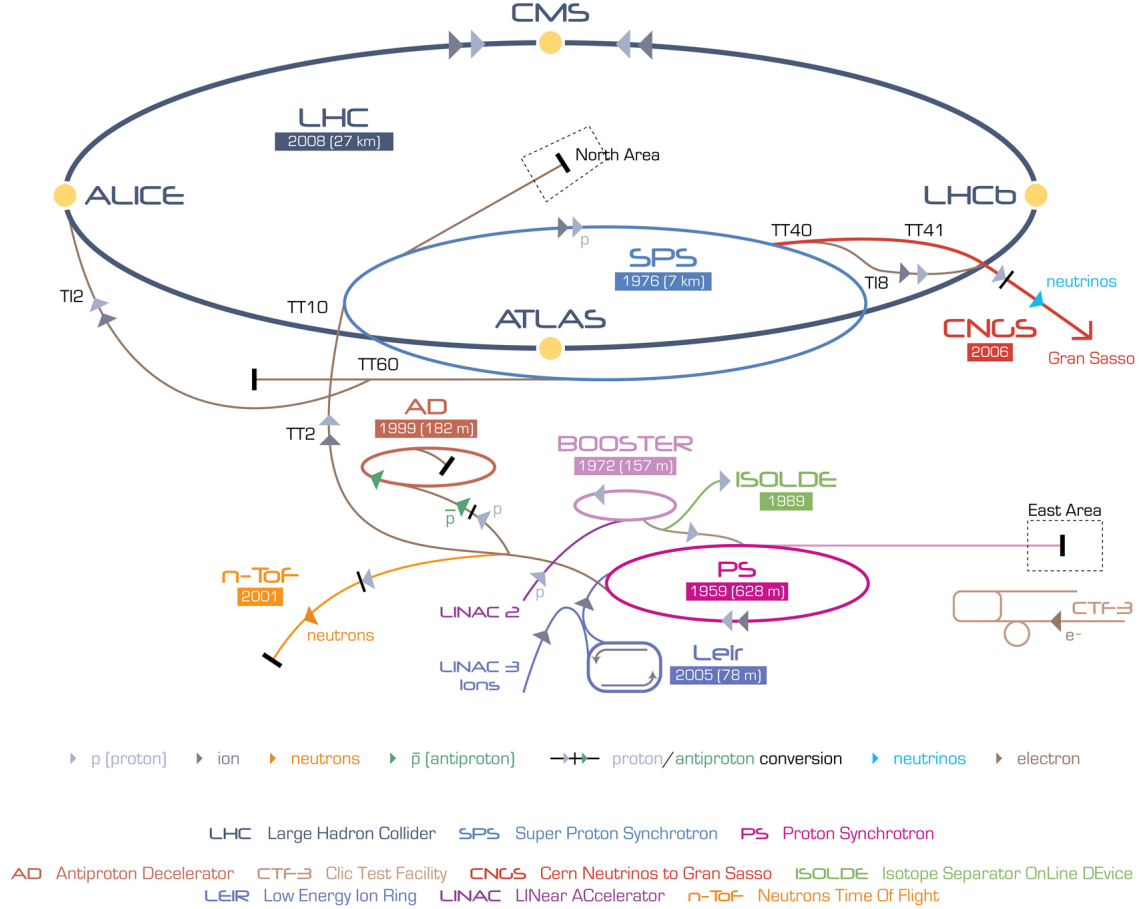 CMS
LHC
2008 (27 km)
North Area
ALICE
LHCb
TT40
TT41
p
SPS
1976 (7 km)
TI8
neutrinos
TI2
TT10
ATLAS
CNGS
2006
Gran Sasso
TT60
AD
1999 (182 m)
TT2
BOOSTER
1972 (157 m)
ISOLDE
1989
p̅
p
East Area
n-ToF
2001
PS
1959 (628 m)
LINAC 2
p
neutrons
CTF-3
e-
LINAC 3
Ions
Leir
2005 (78 m)
p (proton)
ion
neutrons
p̅ (antiproton)
proton/antiproton conversion
neutrinos
electron
LHC Large Hadron Collider SPS Super Proton Synchrotron PS Proton Synchrotron
AD Antiproton Decelerator CTF-3 Clic Test Facility CNGS Cern Neutrinos to Gran Sasso ISOLDE Isotope Separator OnLine DEvice
LEIR Low Energy Ion Ring LINAC LINear ACcelerator n-ToF Neutrons Time Of Flight